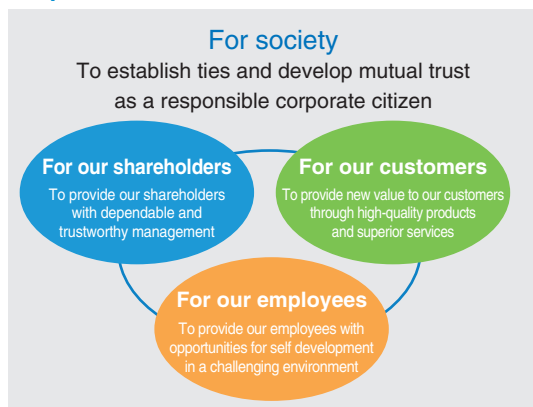 For society
To establish ties and develop mutual trust
as a responsible corporate citizen
For our shareholders
To provide our shareholders
with dependable and
trustworthy management
For our customers
To provide new value to our customers
through high-quality products
and superior services
For our employees
To provide our employees with
opportunities for self development
in a challenging environment